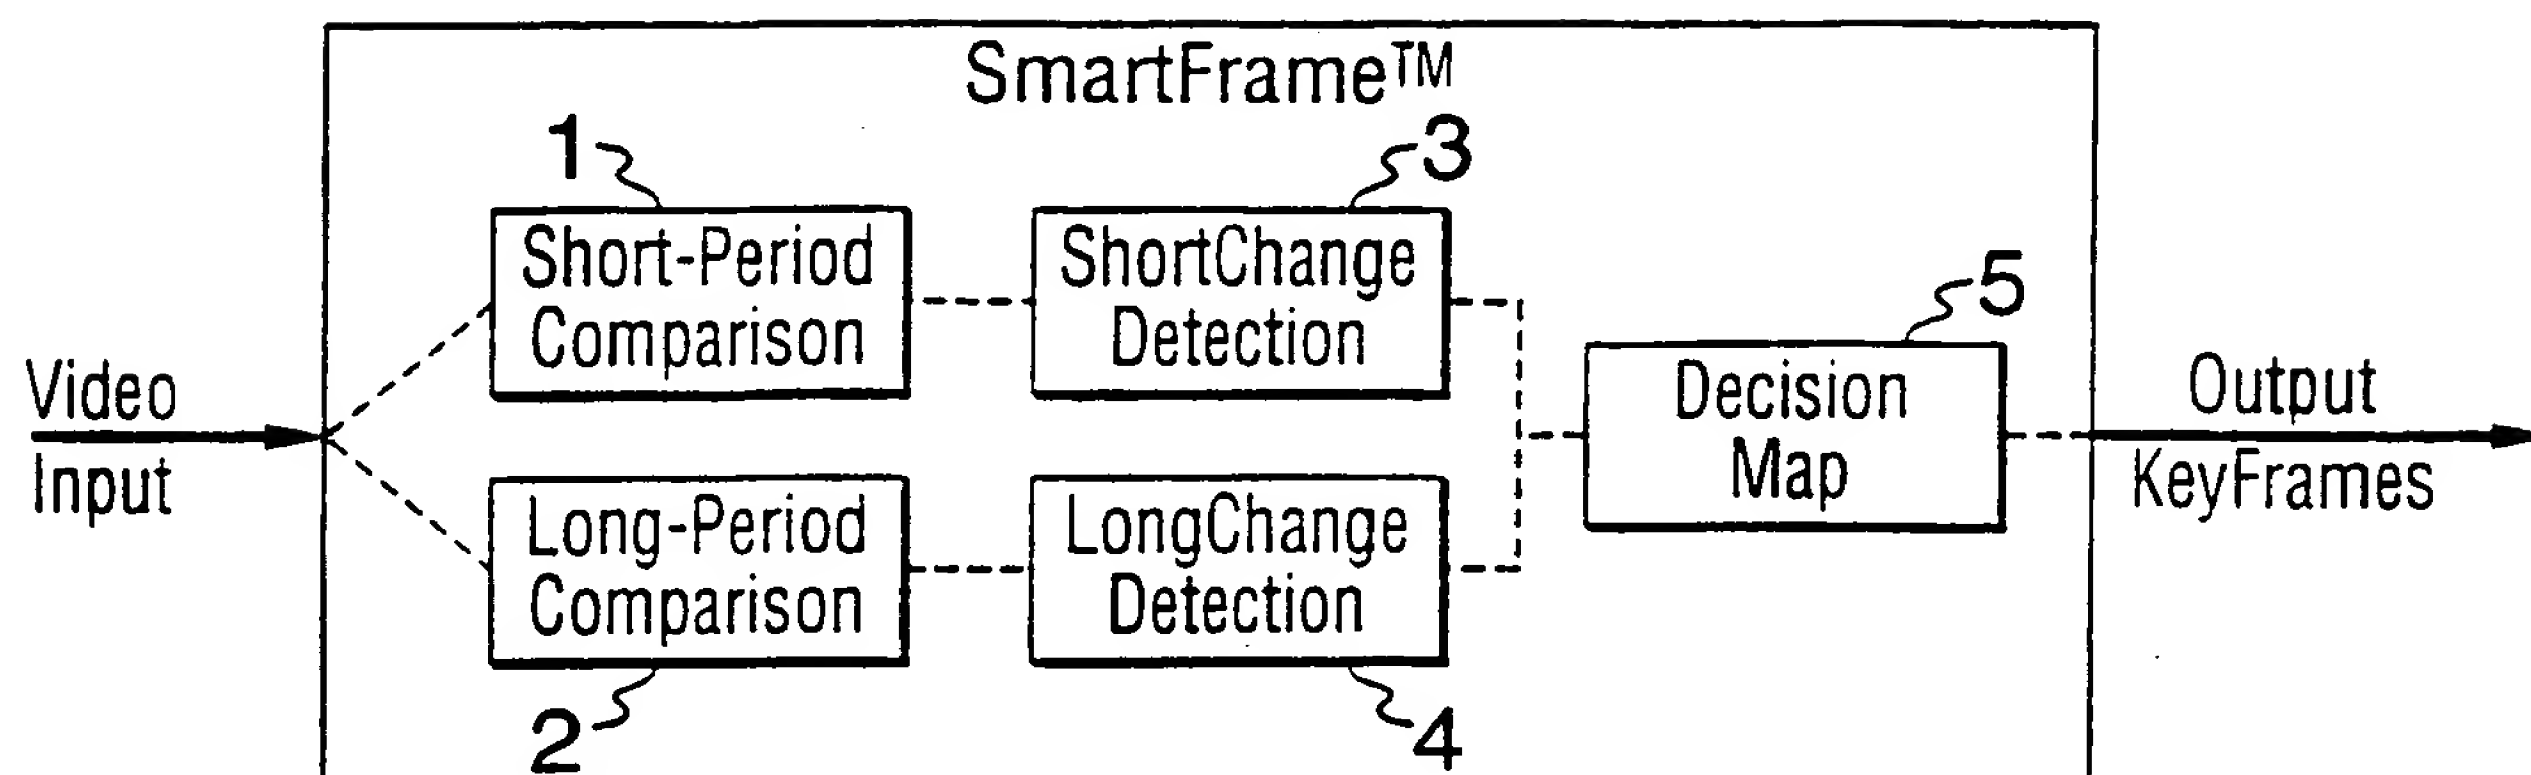 SmartFrame™
1
3
Short-Period
Comparison
ShortChange
Detection
5
Video
Input
Decision
Map
Output
KeyFrames
Long-Period
Comparison
LongChange
Detection
2
4